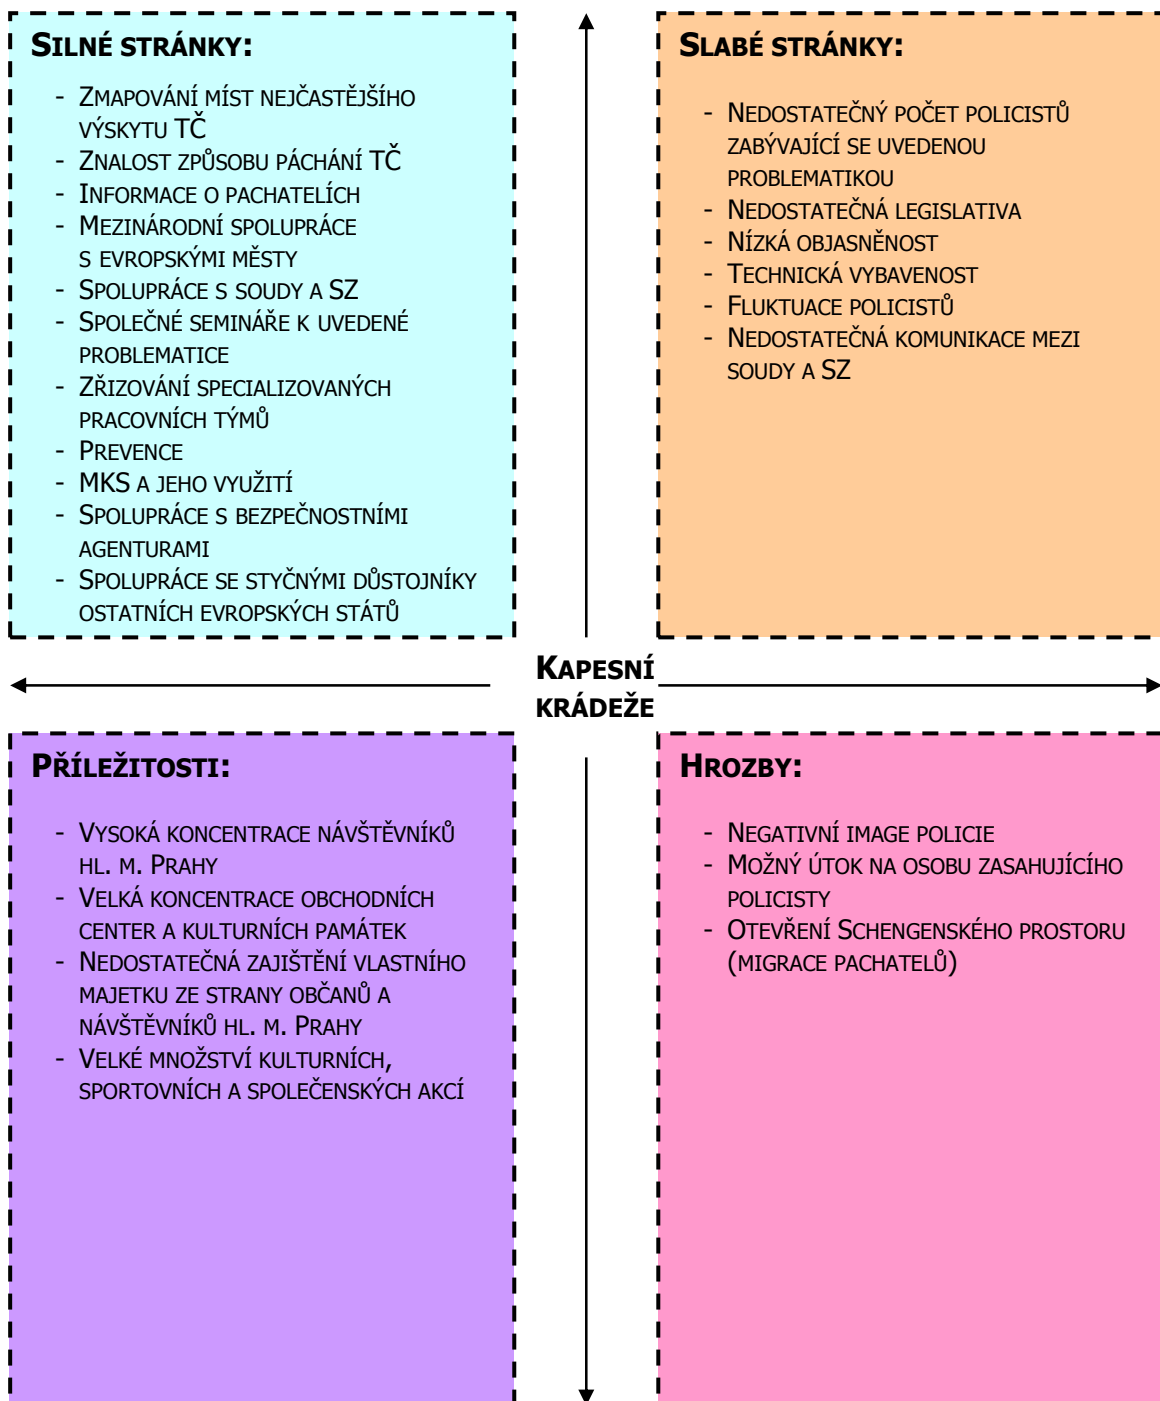 SILNÉ STRÁNKY:
- ZMAPOVÁNÍ MÍST NEJČASTĚJŠÍHO
VÝSKYTU TČ
- ZNALOST ZPŮSOBU PÁCHÁNÍ TČ
- INFORMACE O PACHATELÍCH
- MEZINÁRODNÍ SPOLUPRÁCE
S EVROPSKÝMI MĚSTY
- SPOLUPRÁCE S SOUDY A SZ
- SPOLEČNÉ SEMINÁŘE K UVEDENÉ
PROBLEMATICE
- ZŘIZOVÁNÍ SPECIALIZOVANÝCH
PRACOVNÍCH TÝMŮ
- PREVENCE
- MKS A JEHO VYUŽITÍ
- SPOLUPRÁCE S BEZPEČNOSTNÍMI
AGENTURAMI
- SPOLUPRÁCE SE STYČNÝMI DŮSTOJNÍKY
OSTATNÍCH EVROPSKÝCH STÁTŮ
SLABÉ STRÁNKY:
- NEDOSTATEČNÝ POČET POLICISTŮ
ZABÝVAJÍCÍ SE UVEDENOU
PROBLEMATIKOU
- NEDOSTATEČNÁ LEGISLATIVA
- NÍZKÁ OBJASNĚNOST
- TECHNICKÁ VYBAVENOST
- FLUKTUACE POLICISTŮ
- NEDOSTATEČNÁ KOMUNIKACE MEZI
SOUDY A SZ
KAPESNÍ
KRÁDEŽE
PŘÍLEŽITOSTI:
- VYSOKÁ KONCENTRACE NÁVŠTĚVNÍKŮ
HL. M. PRAHY
- VELKÁ KONCENTRACE OBCHODNÍCH
CENTER A KULTURNÍCH PAMÁTEK
- NEDOSTATEČNÁ ZAJIŠTĚNÍ VLASTNÍHO
MAJETKU ZE STRANY OBČANŮ A
NÁVŠTĚVNÍKŮ HL. M. PRAHY
- VELKÉ MNOŽSTVÍ KULTURNÍCH,
SPORTOVNÍCH A SPOLEČENSKÝCH AKCÍ
HROZBY:
- NEGATIVNÍ IMAGE POLICIE
- MOŽNÝ ÚTOK NA OSOBU ZASAHUJÍCÍHO
POLICISTY
- OTEVŘENÍ SCHENGENSKÉHO PROSTORU
(MIGRACE PACHATELŮ)